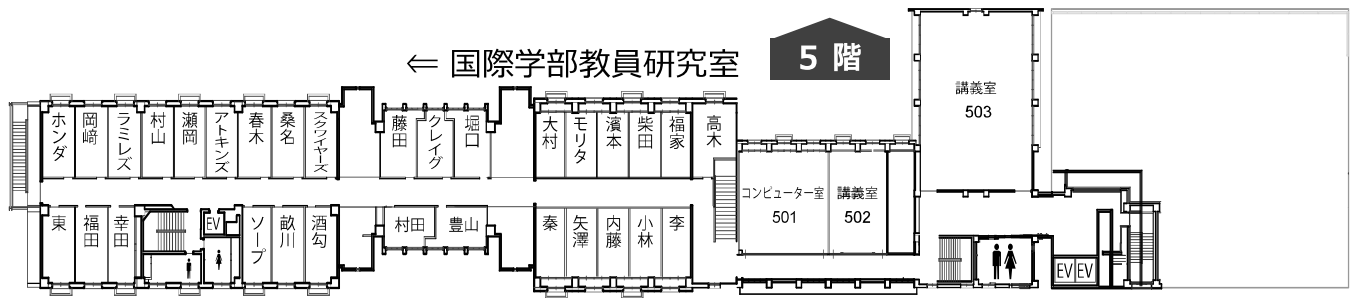 5 階
⇐ 国際学部教員研究室
講義室
503
ホンダ
岡﨑
ラミレズ
村山
瀬岡
アトキンズ
春木
桑名
スクワイヤーズ
藤田
クレイグ
堀口
大村
モリタ
濱本
柴田
福家
高木
コンピューター室
501
講義室
502
東
福田
幸田
EV
ソープ
畝川
酒勾
村田
豊山
秦
矢澤
内藤
小林
李
EV
EV